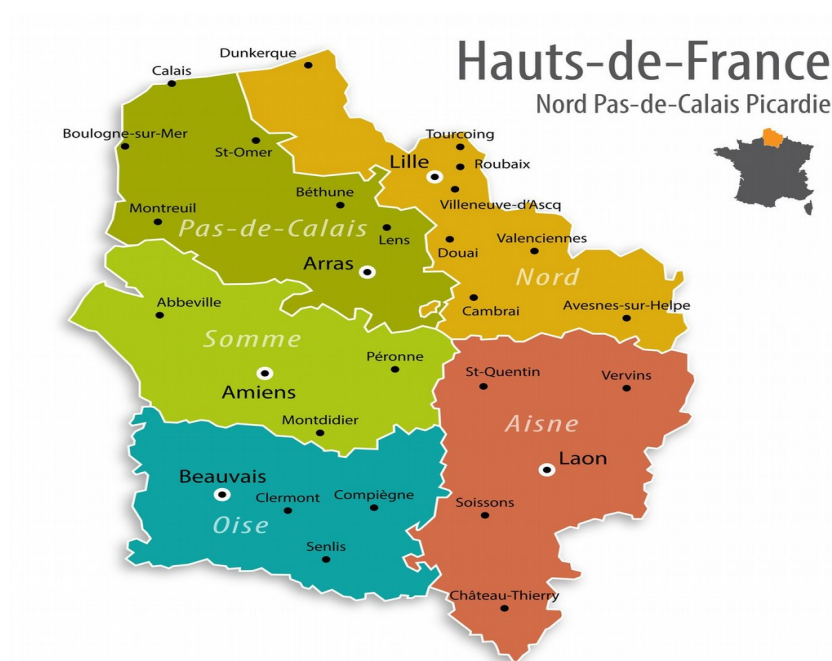 Hauts-de-France
Nord Pas-de-Calais Picardie
Dunkerque
Calais
Boulogne-sur-Mer
St-Omer
Tourcoing
Lille
Roubaix
Béthune
Villeneuve-d'Ascq
Montreuil
Pas-de-Calais
Lens
Douai
Valenciennes
Arras
Nord
Abbeville
Cambrai
Avesnes-sur-Helpe
Somme
Péronne
St-Quentin
Vervins
Amiens
Montdidier
Aisne
Laon
Beauvais
Clermont
Compiègne
Soissons
Oise
Senlis
Château-Thierry